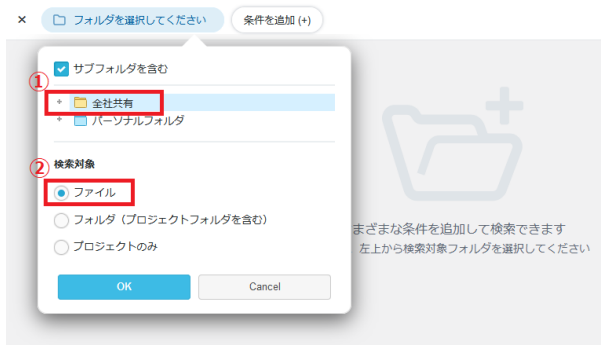 × フォルダを選択してください 条件を追加 (+)
サブフォルダを含む
①
+ 全社共有
+ パーソナルフォルダ
② 検索対象
ファイル
フォルダ（プロジェクトフォルダを含む）
プロジェクトのみ
OK Cancel
まざまな条件を追加して検索できます
左上から検索対象フォルダを選択してください